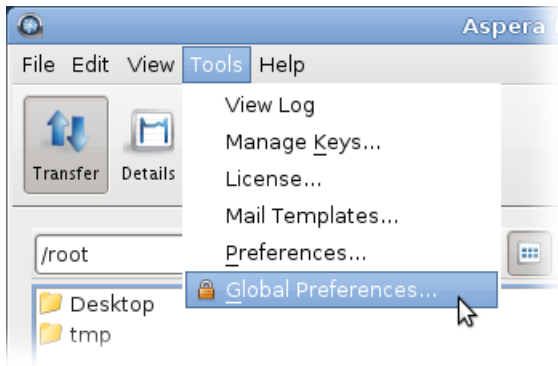 Aspera
File Edit View Tools Help
View Log
Manage Keys...
License...
Mail Templates...
Preferences...
Global Preferences...
Transfer
Details
/root
Desktop
tmp